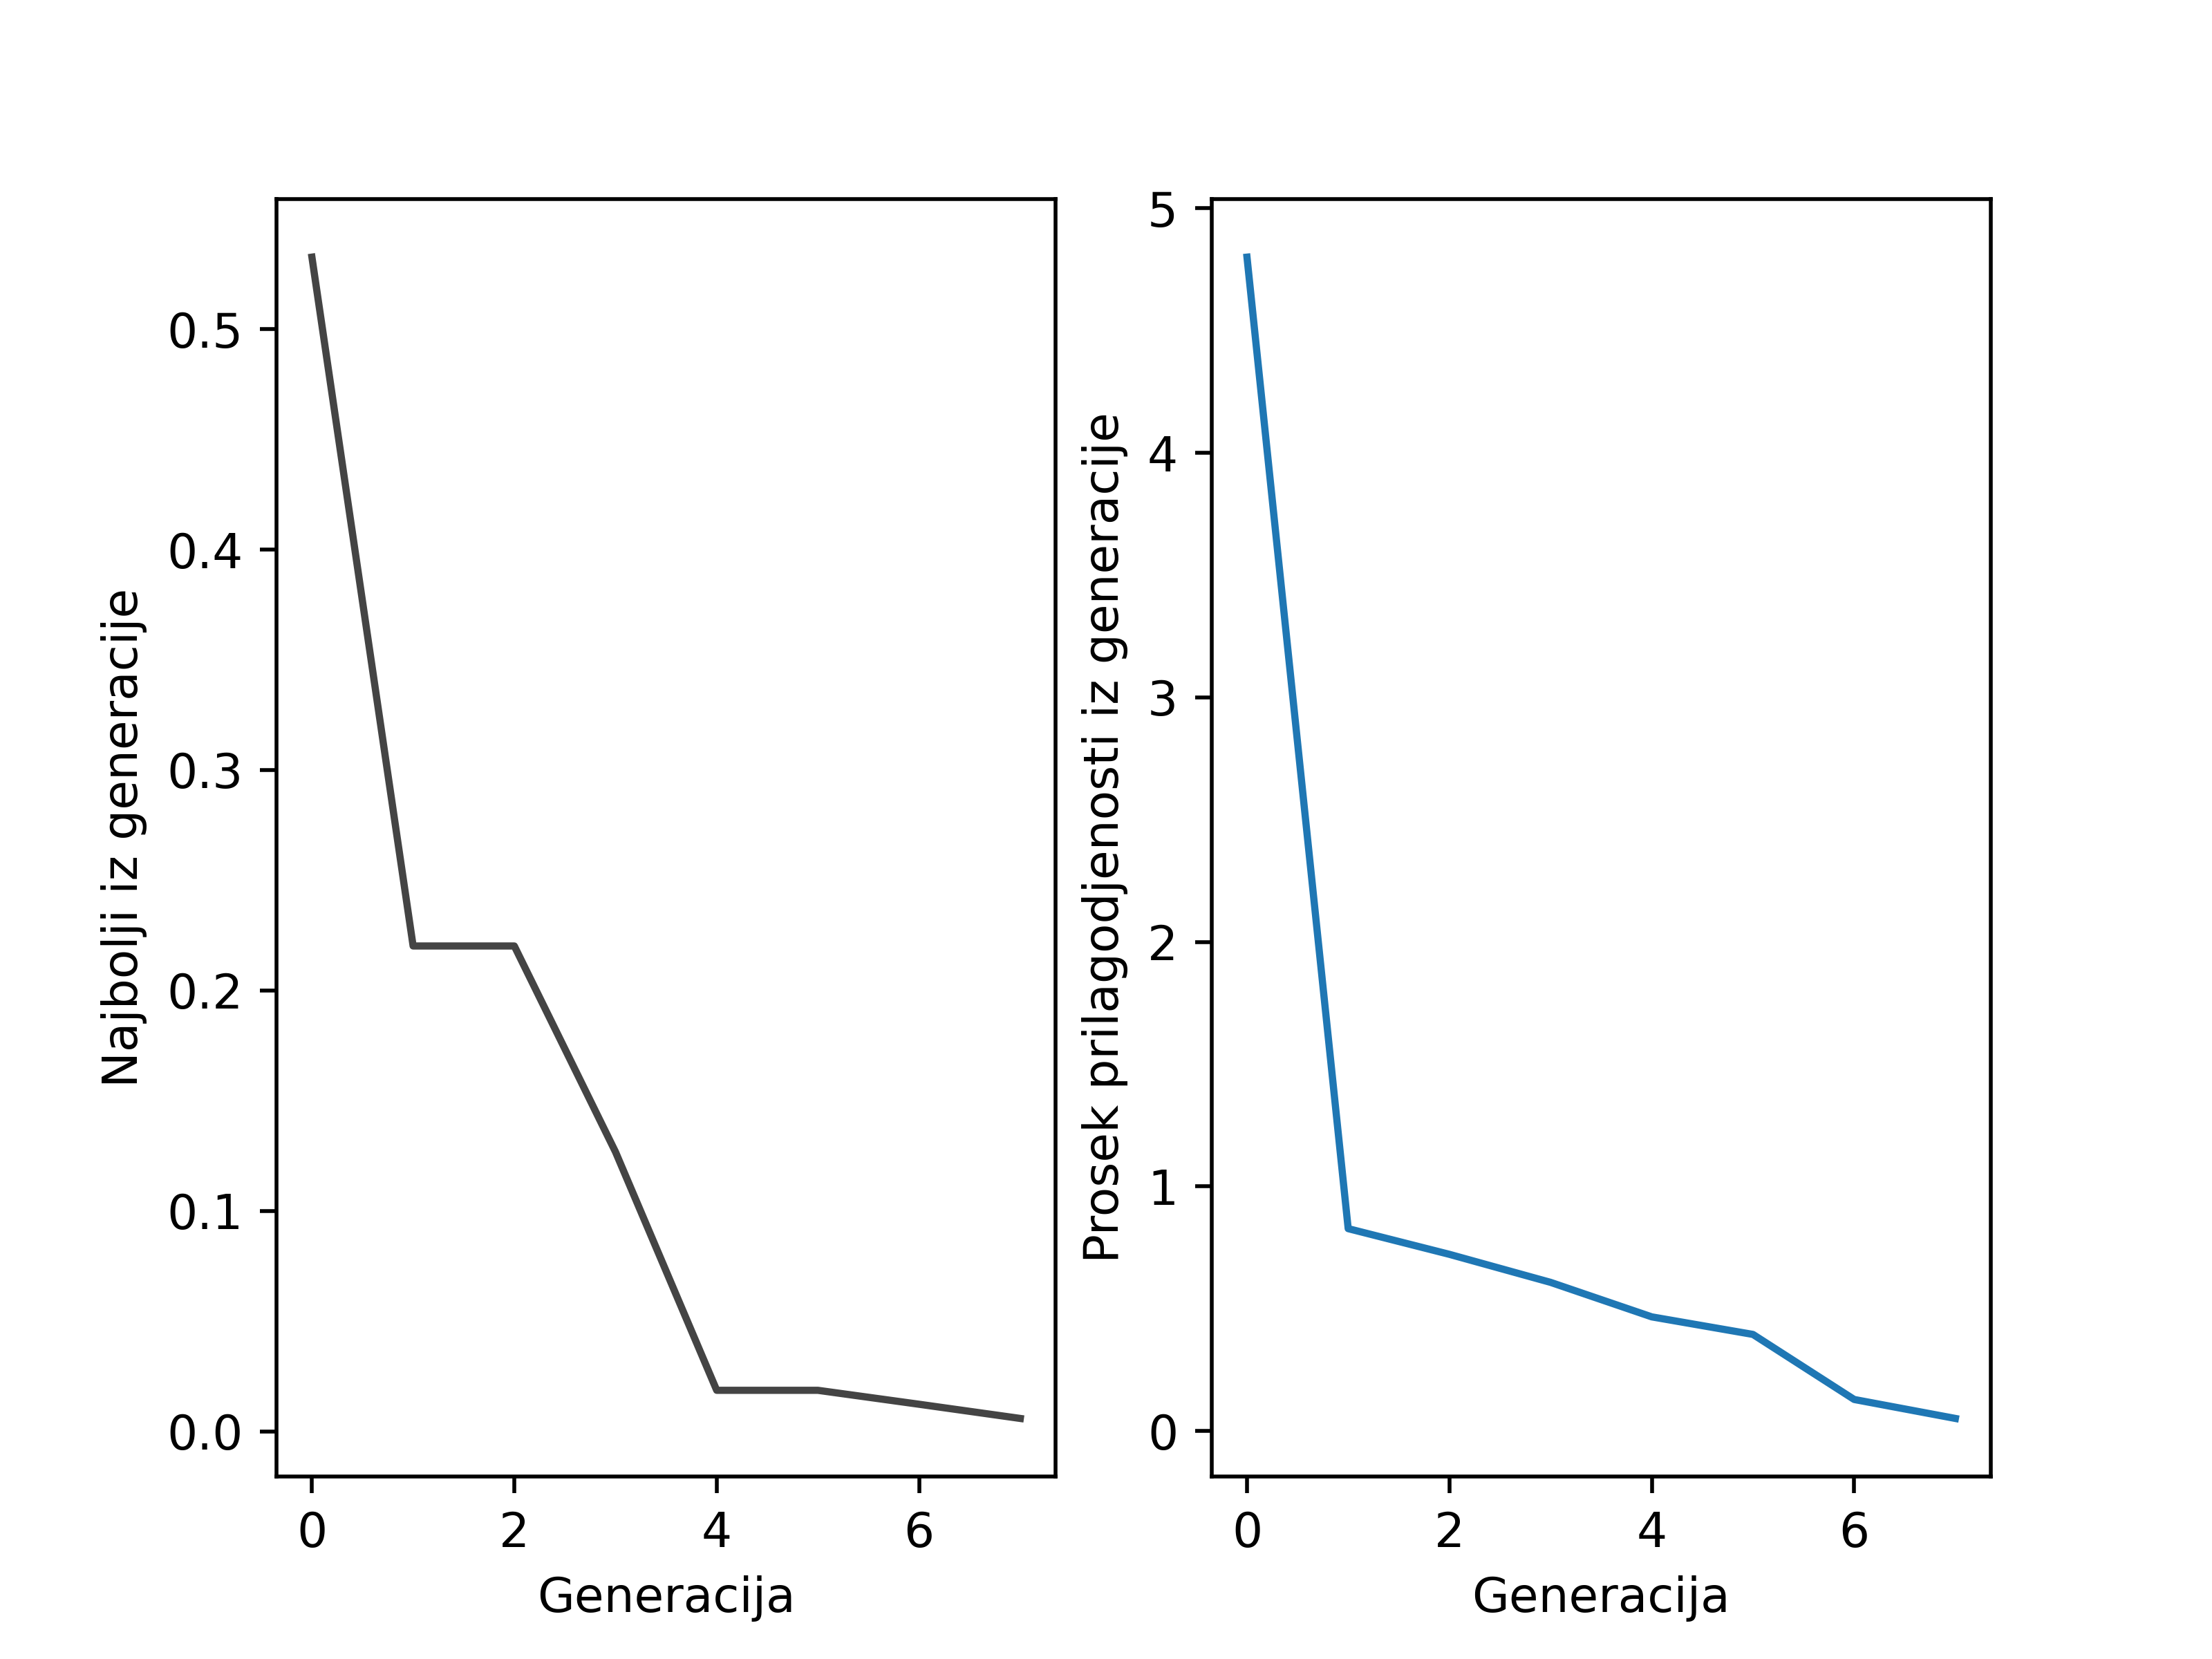 Najbolji iz generacije
0.5
0.4
0.3
0.2
0.1
0.0
0 2 4 6
Generacija
Prosek prilagodjenosti iz generacije
5
4
3
2
1
0
0 2 4 6
Generacija